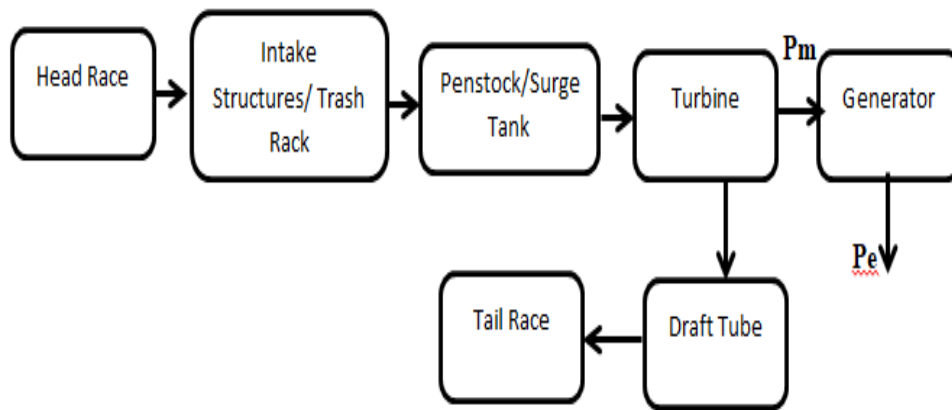 Head Race
Intake
Structures/ Trash
Rack
Penstock/Surge
Tank
Turbine
Pm
Generator
Pe
Tail Race
Draft Tube